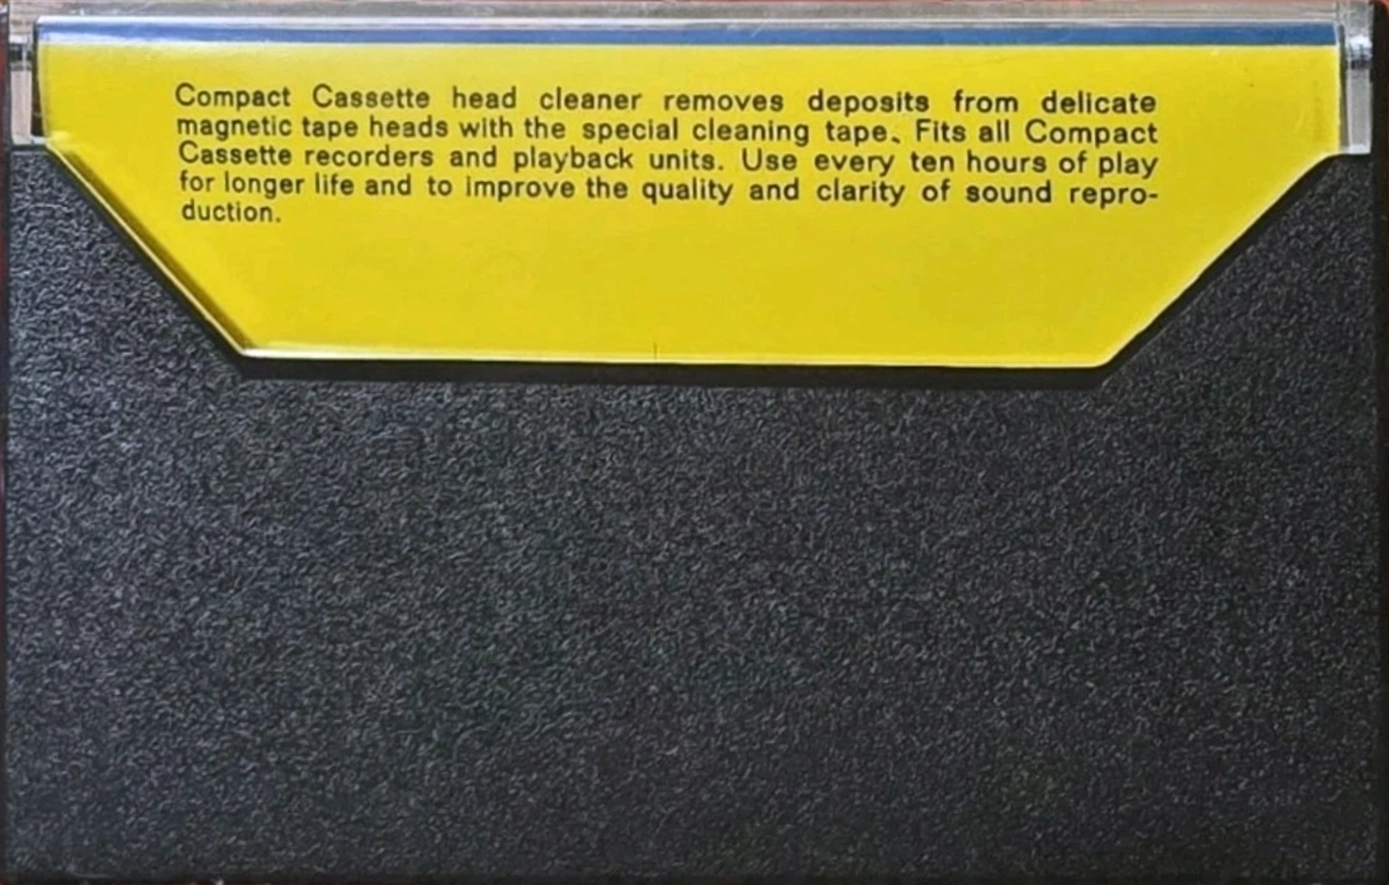 Compact Cassette head cleaner removes deposits from delicate
magnetic tape heads with the special cleaning tape. Fits all Compact
Cassette recorders and playback units. Use every ten hours of play
for longer life and to improve the quality and clarity of sound repro-
duction.